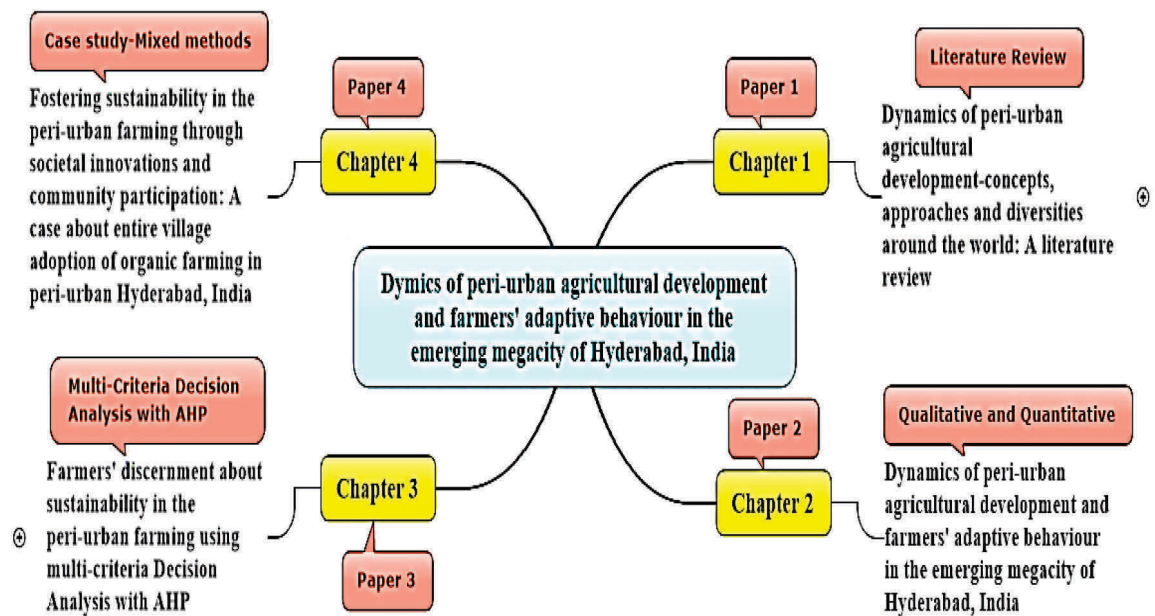 Dymics of peri-urban agricultural development
and farmers' adaptive behaviour in the
emerging megacity of Hyderabad, India
Paper 1
Chapter 1
Literature Review
Dynamics of peri-urban
agricultural
development-concepts,
approaches and diversities
around the world: A literature
review
Paper 2
Chapter 2
Qualitative and Quantitative
Dynamics of peri-urban
agricultural development and
farmers' adaptive behaviour
in the emerging megacity of
Hyderabad, India
Chapter 3
Paper 3
Multi-Criteria Decision
Analysis with AHP
Farmers' discernment about
sustainability in the
peri-urban farming using
multi-criteria Decision
Analysis with AHP
Paper 4
Chapter 4
Case study-Mixed methods
Fostering sustainability in the
peri-urban farming through
societal innovations and
community participation: A
case about entire village
adoption of organic farming in
peri-urban Hyderabad, India